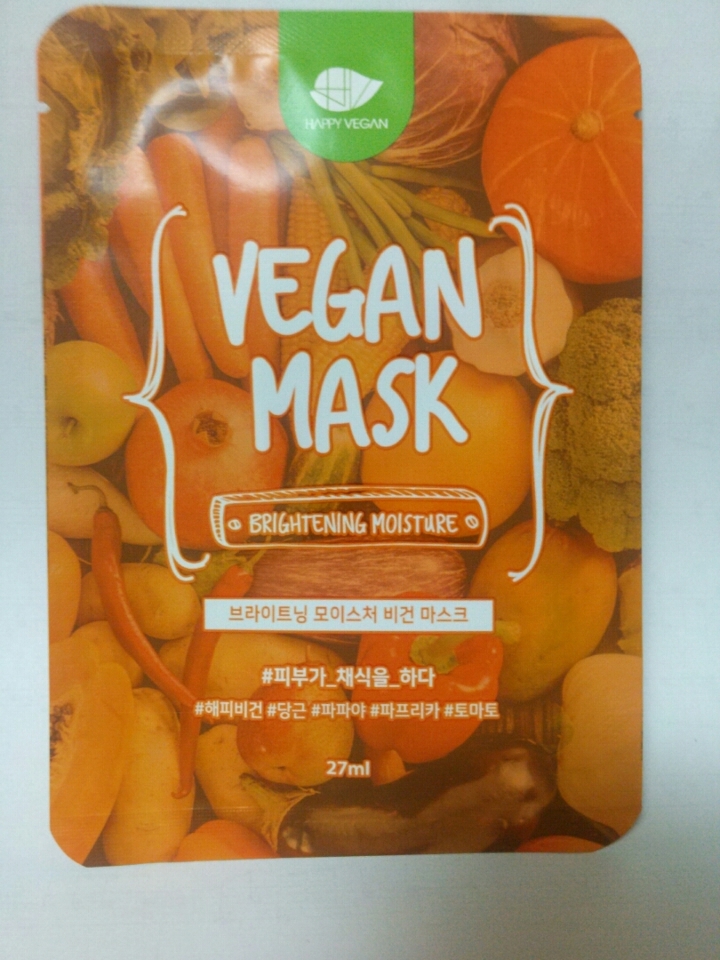 HAPPY VEGAN
VEGAN
MASK
BRIGHTENING MOISTURE
브라이트닝 모이스처 비건 마스크
#피부가_채식을_하다
#해피비건 #당근 #파파야 #파프리카 #토마토
27ml